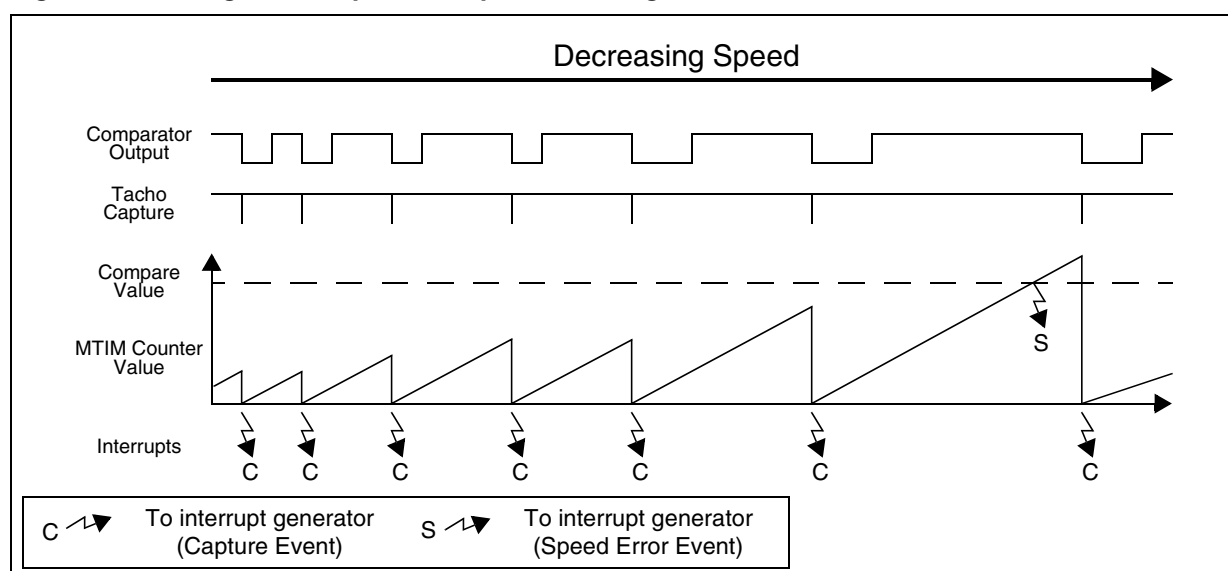 Decreasing Speed
Comparator
Output
Tacho
Capture
Compare
Value
MTIM Counter
Value
S
Interrupts
C C C C C C C
C To interrupt generator
(Capture Event)
S To interrupt generator
(Speed Error Event)